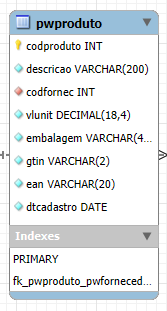 pwproduto
codproduto INT
descricao VARCHAR(200)
codfornec INT
vlunit DECIMAL(18,4)
embalagem VARCHAR(4...
gtin VARCHAR(2)
ean VARCHAR(20)
dtcadastro DATE
Indexes
PRIMARY
fk_pwproduto_pwforneced...